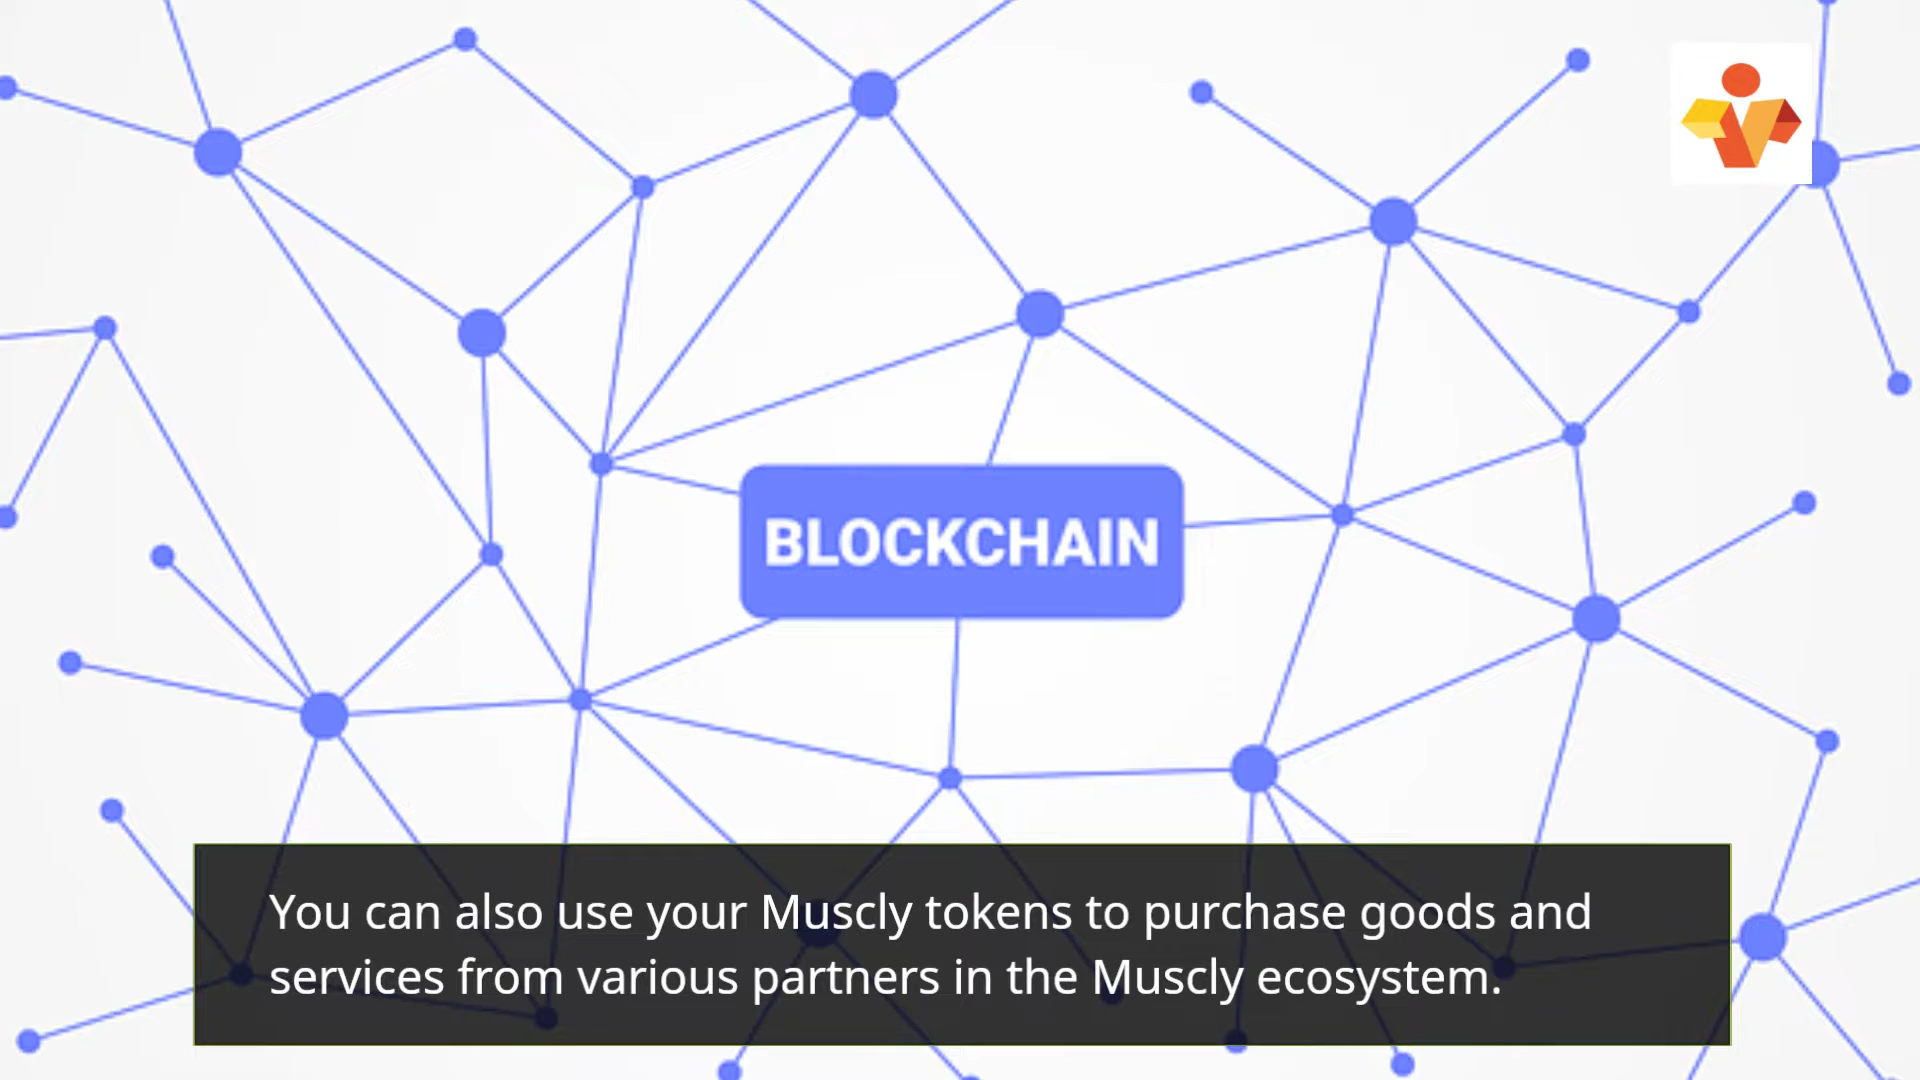 BLOCKCHAIN
You can also use your Muscly tokens to purchase goods and
services from various partners in the Muscly ecosystem.